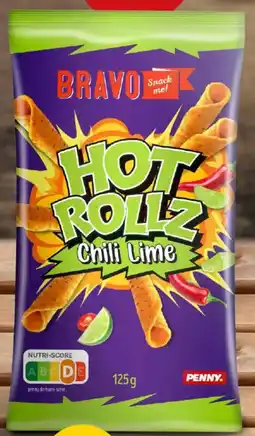 BRAVO
Snack
me!
HOT
ROLLZ
Chili Lime
NUTRI-SCORE
A B C D E
125g
PENNY.